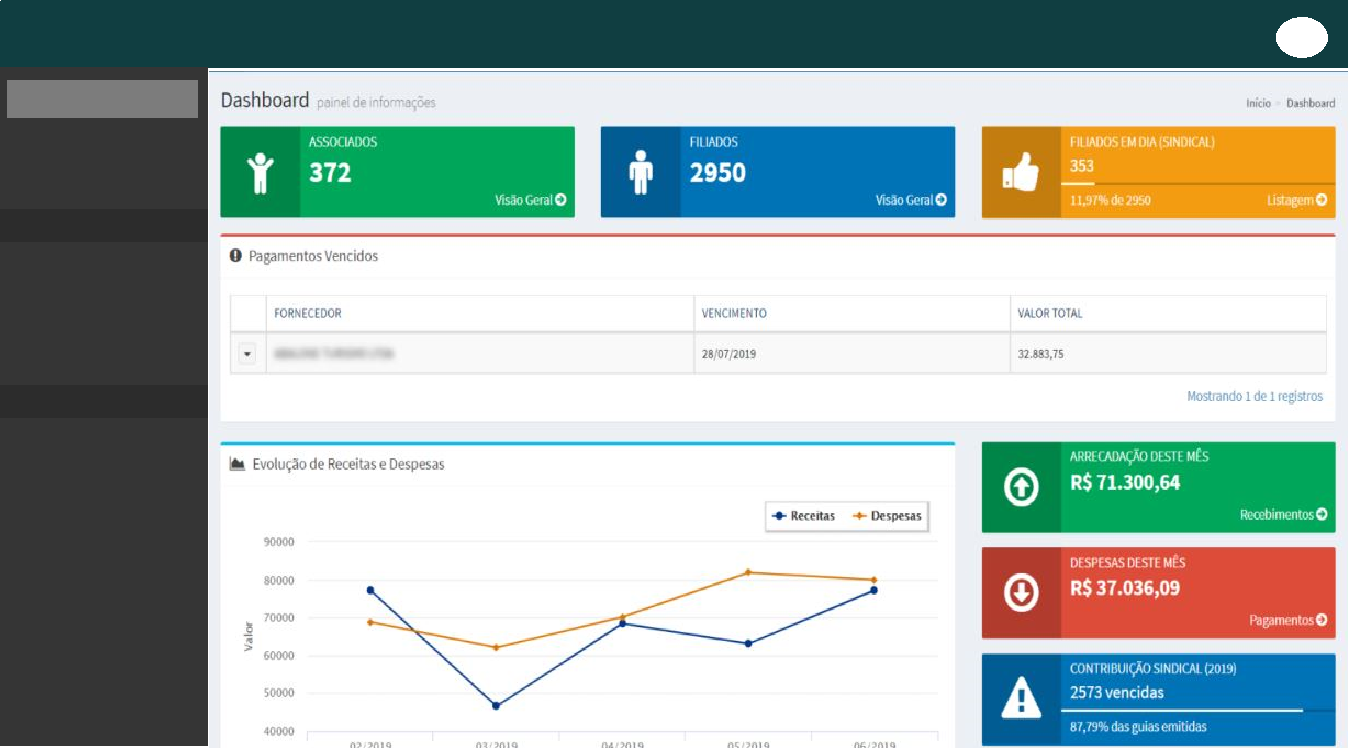 Dashboard painel de informações
Início Dashboard
ASSOCIADOS
372
Visão Geral
FILIADOS
2950
Visão Geral
FILIADOS EM DIA (SINDICAL)
353
11,97% de 2950
Listagem
Pagamentos Vencidos
FORNECEDOR VENCIMENTO VALOR TOTAL
28/07/2019 32.883,75
Mostrando 1 de 1 registros
Evolução de Receitas e Despesas
Receitas Despesas
90000
80000
70000
60000
50000
40000
Valor
02/2019 03/2019 04/2019 05/2019 06/2019
ARRECADAÇÃO DESTE MÊS
R$ 71.300,64
Recebimentos
DESPESAS DESTE MÊS
R$ 37.036,09
Pagamentos
CONTRIBUIÇÃO SINDICAL (2019)
2573 vencidas
87,79% das guias emitidas